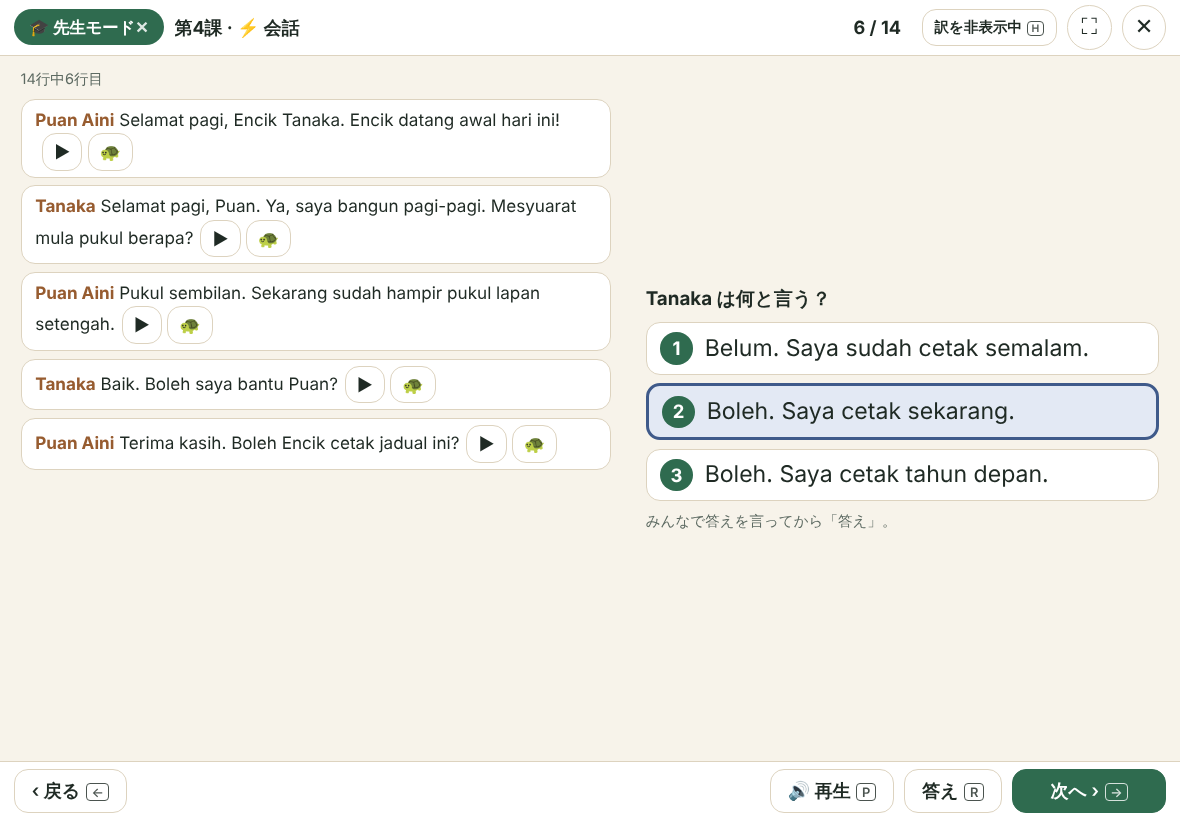 🎓 先生モード✕ 第4課 · ⚡ 会話 6 / 14 訳を非表示中 H ✕
14行中6行目
Puan Aini Selamat pagi, Encik Tanaka. Encik datang awal hari ini!
Tanaka Selamat pagi, Puan. Ya, saya bangun pagi-pagi. Mesyuarat
mula pukul berapa?
Puan Aini Pukul sembilan. Sekarang sudah hampir pukul lapan
setengah.
Tanaka Baik. Boleh saya bantu Puan?
Puan Aini Terima kasih. Boleh Encik cetak jadual ini?
Tanaka は何と言う？
1 Belum. Saya sudah cetak semalam.
2 Boleh. Saya cetak sekarang.
3 Boleh. Saya cetak tahun depan.
みんなで答えを言ってから「答え」。
‹ 戻る ← 🔊 再生 P 答え R 次へ › →